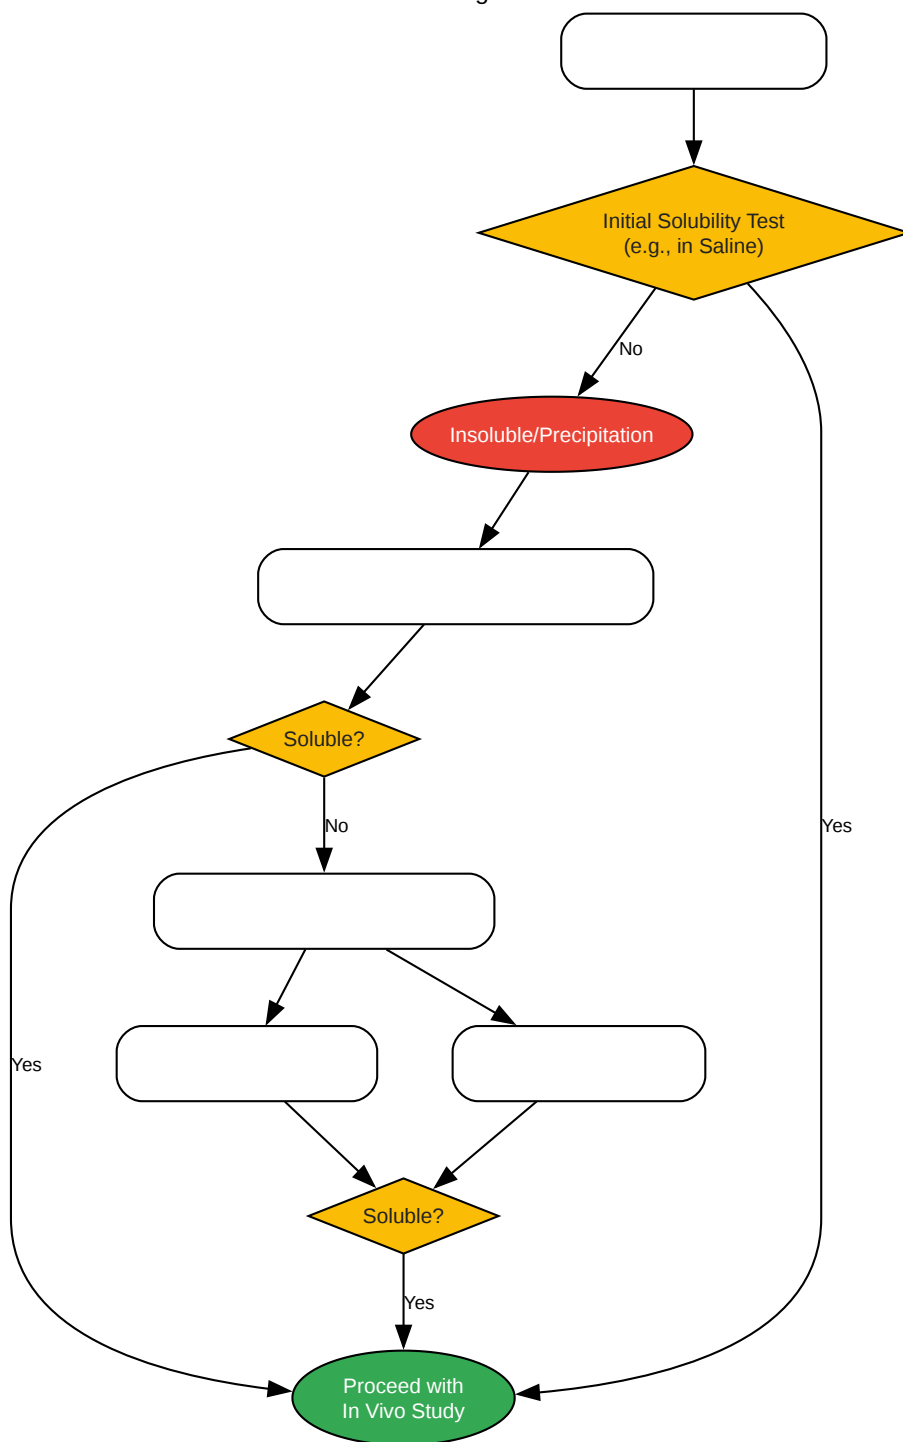 Initial Solubility Test
(e.g., in Saline)
No
Insoluble/Precipitation
Soluble?
No
Yes
Yes
Soluble?
Yes
Proceed with
In Vivo Study